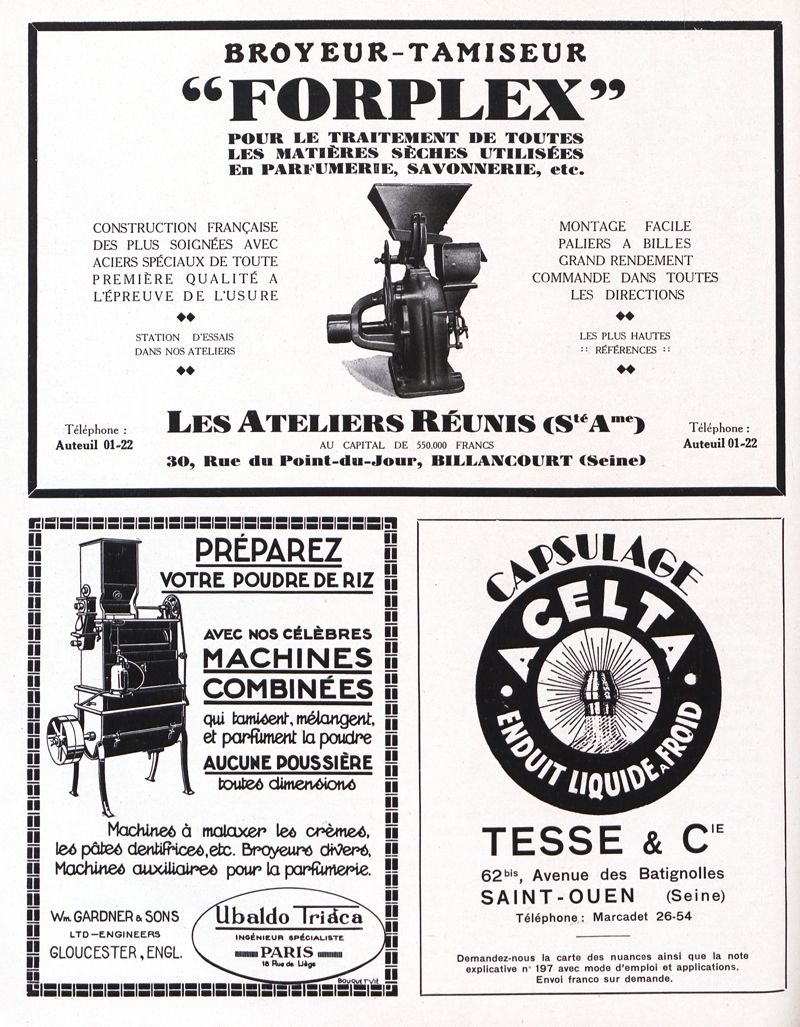 BROYEUR-TAMISEUR
“FORPLEX”
POUR LE TRAITEMENT DE TOUTES
LES MATIÈRES SÈCHES UTILISÉES
En PARFUMERIE, SAVONNERIE, etc.
CONSTRUCTION FRANÇAISE
DES PLUS SOIGNÉES AVEC
ACIERS SPÉCIAUX DE TOUTE
PREMIÈRE QUALITÉ A
L'ÉPREUVE DE L'USURE
STATION D'ESSAIS
DANS NOS ATELIERS
MONTAGE FACILE
PALIERS A BILLES
GRAND RENDEMENT
COMMANDE DANS TOUTES
LES DIRECTIONS
LES PLUS HAUTES
:: RÉFÉRENCES ::
Téléphone :
Auteuil 01-22
LES ATELIERS RÉUNIS (Sté Ame)
AU CAPITAL DE 550.000 FRANCS
30, Rue du Point-du-Jour, BILLANCOURT (Seine)
Téléphone :
Auteuil 01-22
PRÉPAREZ
VOTRE POUDRE DE RIZ
AVEC NOS CÉLÈBRES
MACHINES
COMBINÉES
qui tamisent, mélangent,
et parfument la poudre
AUCUNE POUSSIÈRE
toutes dimensions
Machines à malaxer les crèmes,
les pâtes dentifrices, etc. Broyeurs divers,
Machines auxiliaires pour la parfumerie.
Wm. GARDNER & SONS
LTD-ENGINEERS
GLOUCESTER, ENGL.
Ubaldo Triaca
INGÉNIEUR SPÉCIALISTE
PARIS
18 Rue de Liège
BOUQUET VIE
CAPSULAGE
ACELTA
ENDUIT LIQUIDE A FROID
TESSE & CIE
62bis, Avenue des Batignolles
SAINT-OUEN (Seine)
Téléphone : Marcadet 26-54
Demandez-nous la carte des nuances ainsi que la note
explicative n° 197 avec mode d'emploi et applications.
Envoi franco sur demande.